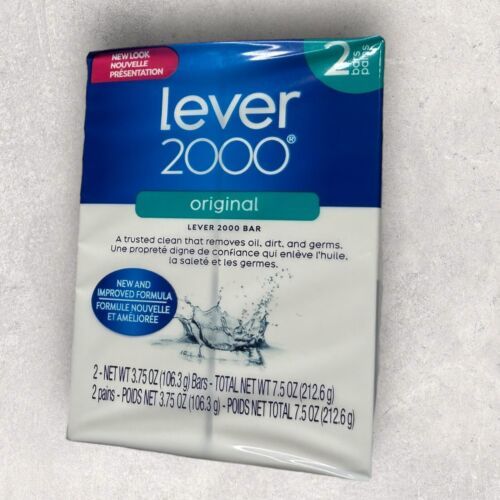 NEW LOOK
NOUVELLE
PRÉSENTATION
2 bars
pains
lever
2000®
original
LEVER 2000 BAR
A trusted clean that removes oil, dirt, and germs.
Une propreté digne de confiance qui enlève l'huile,
la saleté et les germes.
NEW AND
IMPROVED FORMULA
FORMULE NOUVELLE
ET AMÉLIORÉE
2 - NET WT 3.75 OZ (106.3 g) Bars - TOTAL NET WT 7.5 OZ (212.6 g)
2 pains - POIDS NET 3.75 OZ (106.3 g) - POIDS NET TOTAL 7.5 OZ (212.6 g)